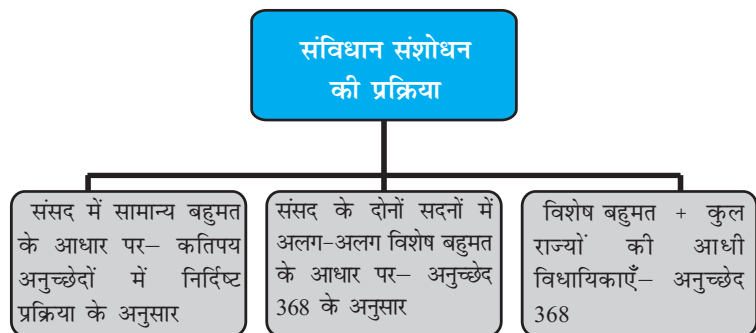 संविधान संशोधन
की प्रक्रिया
संसद में सामान्य बहुमत
के आधार पर– कतिपय
अनुच्छेदों में निर्दिष्ट
प्रक्रिया के अनुसार
संसद के दोनों सदनों में
अलग-अलग विशेष बहुमत
के आधार पर– अनुच्छेद
368 के अनुसार
विशेष बहुमत + कुल
राज्यों की आधी
विधायिकाएँ– अनुच्छेद
368